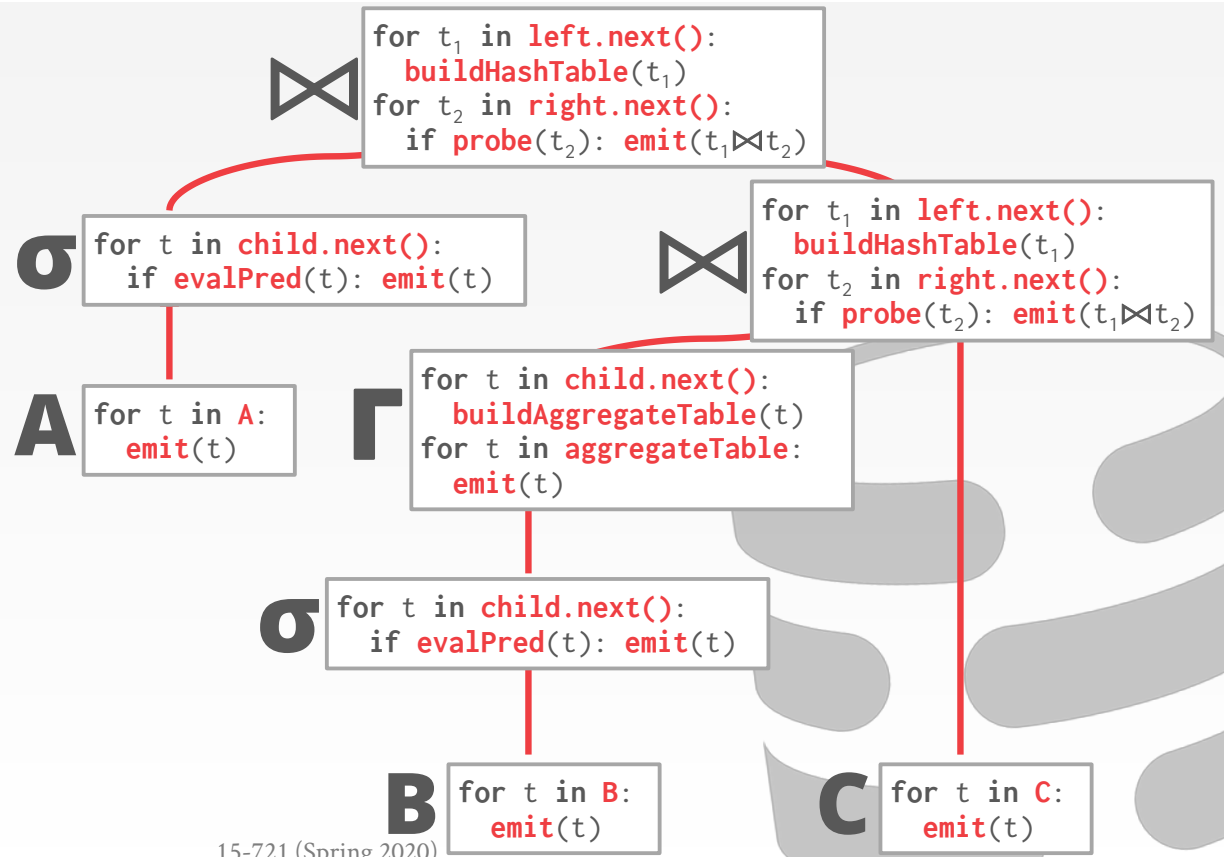 ⋈
for t₁ in left.next():
buildHashTable(t₁)
for t₂ in right.next():
if probe(t₂): emit(t₁⋈t₂)
σ
for t in child.next():
if evalPred(t): emit(t)
⋈
for t₁ in left.next():
buildHashTable(t₁)
for t₂ in right.next():
if probe(t₂): emit(t₁⋈t₂)
A
for t in A:
emit(t)
Γ
for t in child.next():
buildAggregateTable(t)
for t in aggregateTable:
emit(t)
σ
for t in child.next():
if evalPred(t): emit(t)
B
for t in B:
emit(t)
C
for t in C:
emit(t)
15-721 (Spring 2020)